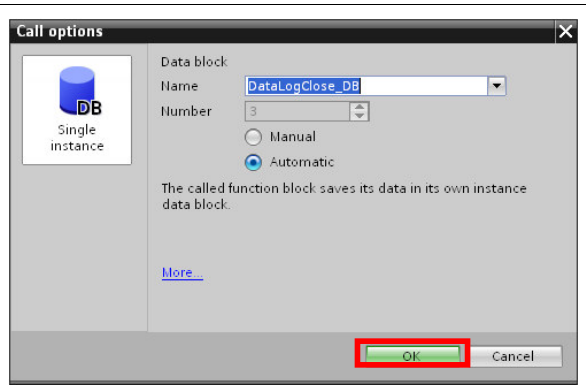 Call options
DB
Single
instance
Data block
Name
DataLogClose_DB
Number
3
Manual
Automatic
The called function block saves its data in its own instance
data block.
More...
OK
Cancel